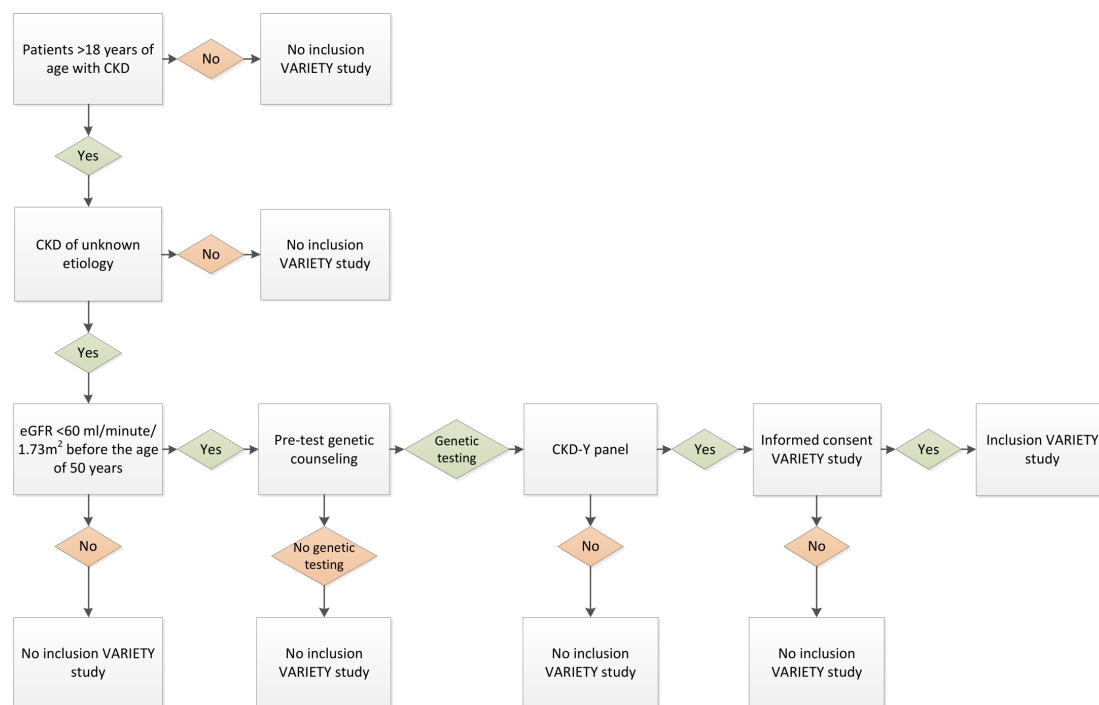 Patients >18 years of
age with CKD
No
No inclusion
VARIETY study
Yes
CKD of unknown
etiology
No
No inclusion
VARIETY study
Yes
eGFR <60 ml/minute/
1.73m² before the age
of 50 years
Yes
Pre-test genetic
counseling
Genetic
testing
CKD-Y panel
Yes
Informed consent
VARIETY study
Yes
Inclusion VARIETY
study
No
No genetic
testing
No
No
No inclusion VARIETY
study
No inclusion
VARIETY study
No inclusion
VARIETY study
No inclusion
VARIETY study